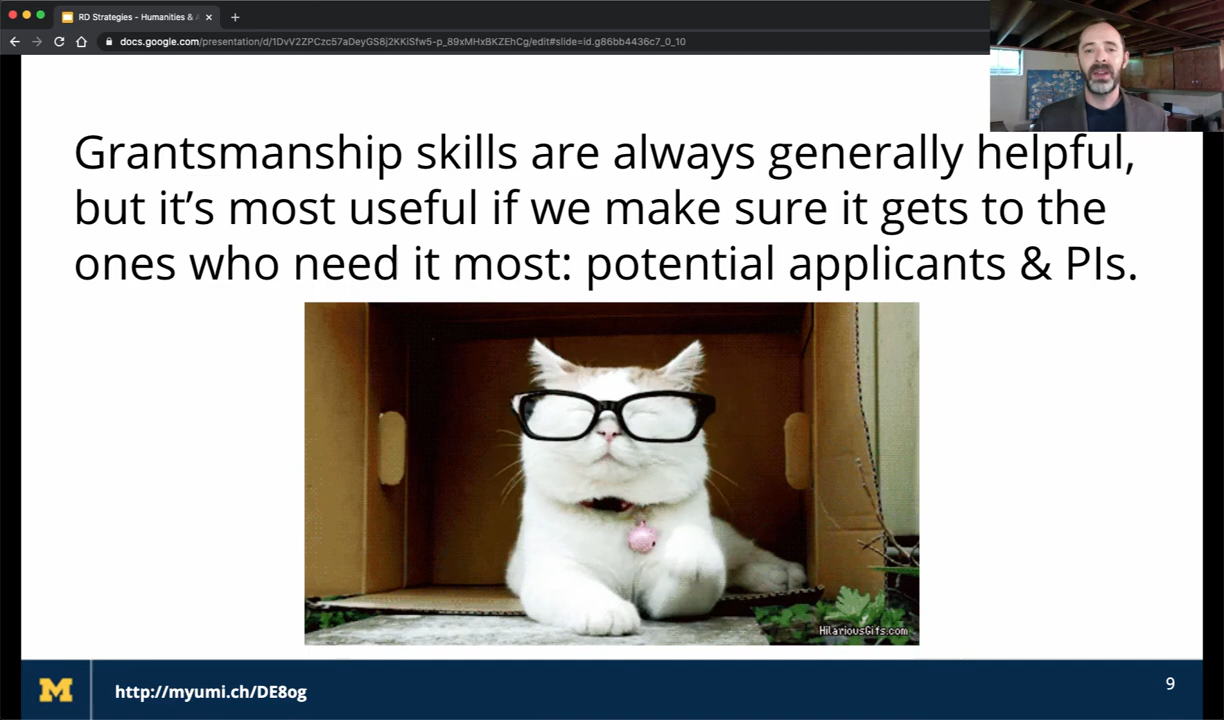 RD Strategies - Humanities & A
docs.google.com/presentation/d/1DvV2ZPCzc57aDeyGS8j2KKiSfw5-p_89xMHxBKZEhCg/edit#slide=id.g86bb4436c7_0_10
Grantsmanship skills are always generally helpful,
but it’s most useful if we make sure it gets to the
ones who need it most: potential applicants & PIs.
HilariousGifs.com
M
http://myumi.ch/DE8og
9